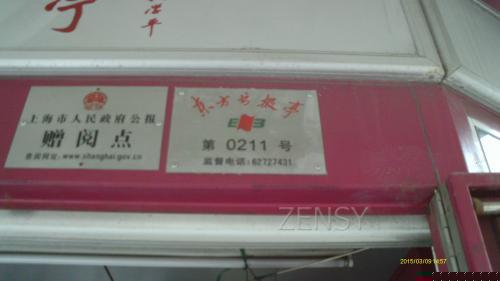 宁
上海市人民政府公报
赠阅点
查阅网址:www.shanghai.gov.cn
东方书报亭
第 0211 号
监督电话:62727431
ZENSY
2015/03/09 14:57